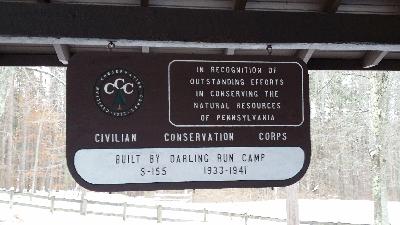 CCC
IN RECOGNITION OF
OUTSTANDING EFFORTS
IN CONSERVING THE
NATURAL RESOURCES
OF PENNSYLVANIA
CIVILIAN CONSERVATION CORPS
BUILT BY DARLING RUN CAMP
S-155 1933-1941